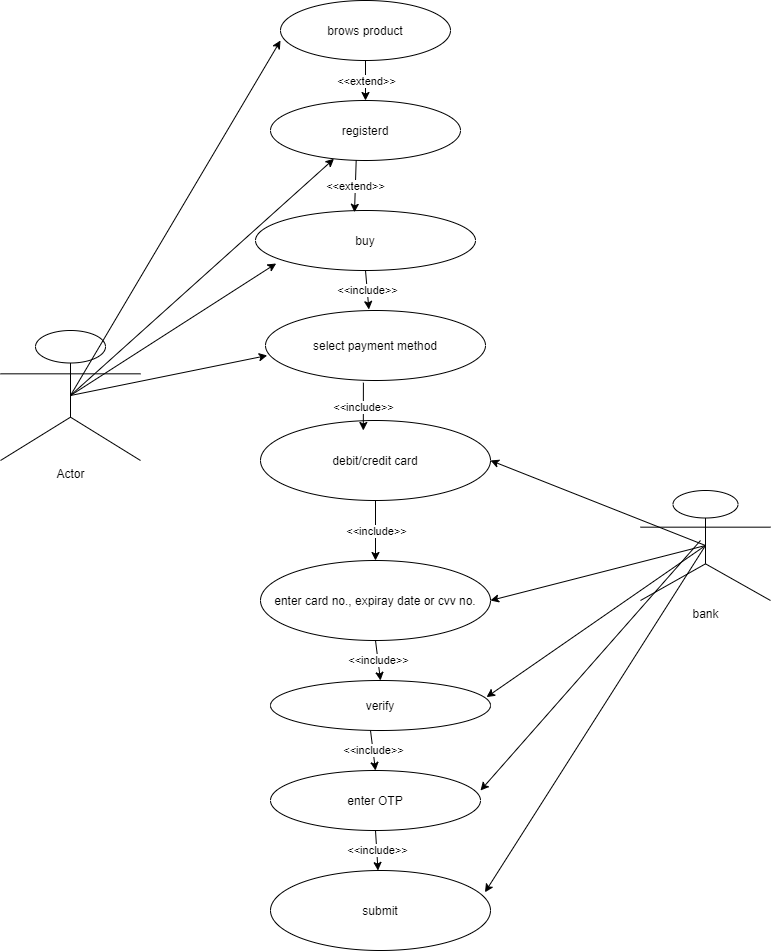 brows product
<<extend>>
registerd
<<extend>>
buy
<<include>>
select payment method
<<include>>
Actor
debit/credit card
<<include>>
enter card no., expiray date or cvv no.
bank
<<include>>
verify
<<include>>
enter OTP
<<include>>
submit